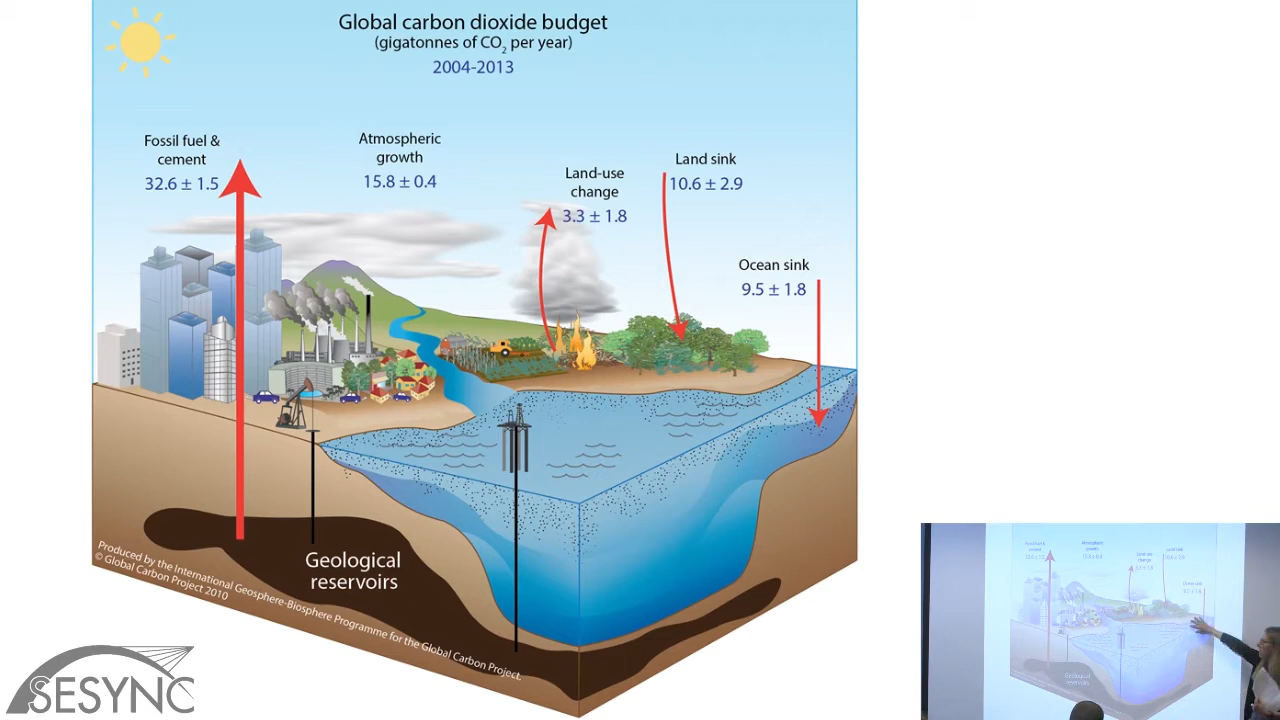 Global carbon dioxide budget
(gigatonnes of CO₂ per year)
2004-2013
Fossil fuel &
cement
32.6 ± 1.5
Atmospheric
growth
15.8 ± 0.4
Land-use
change
3.3 ± 1.8
Land sink
10.6 ± 2.9
Ocean sink
9.5 ± 1.8
Geological
reservoirs
Produced by the International Geosphere-Biosphere Programme for the Global Carbon Project.
© Global Carbon Project 2010
SESYNC
Geological
reservoirs